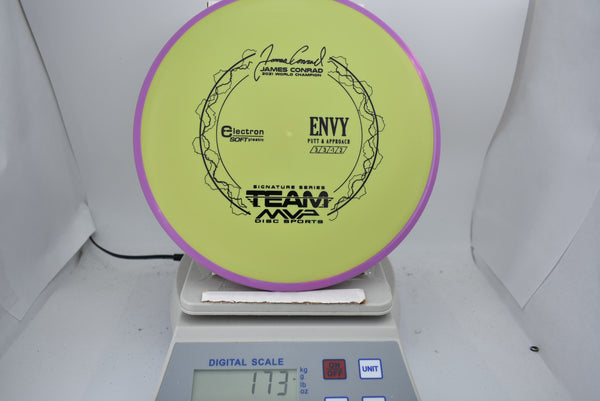 James Conrad
JAMES CONRAD
2021 WORLD CHAMPION
electron
SOFT
ENVY
PUTT & APPROACH
SIGNATURE SERIES
TEAM
MVP
DISC SPORTS
DIGITAL SCALE
kg
g
lb
oz
ON
OFF
UNIT
173